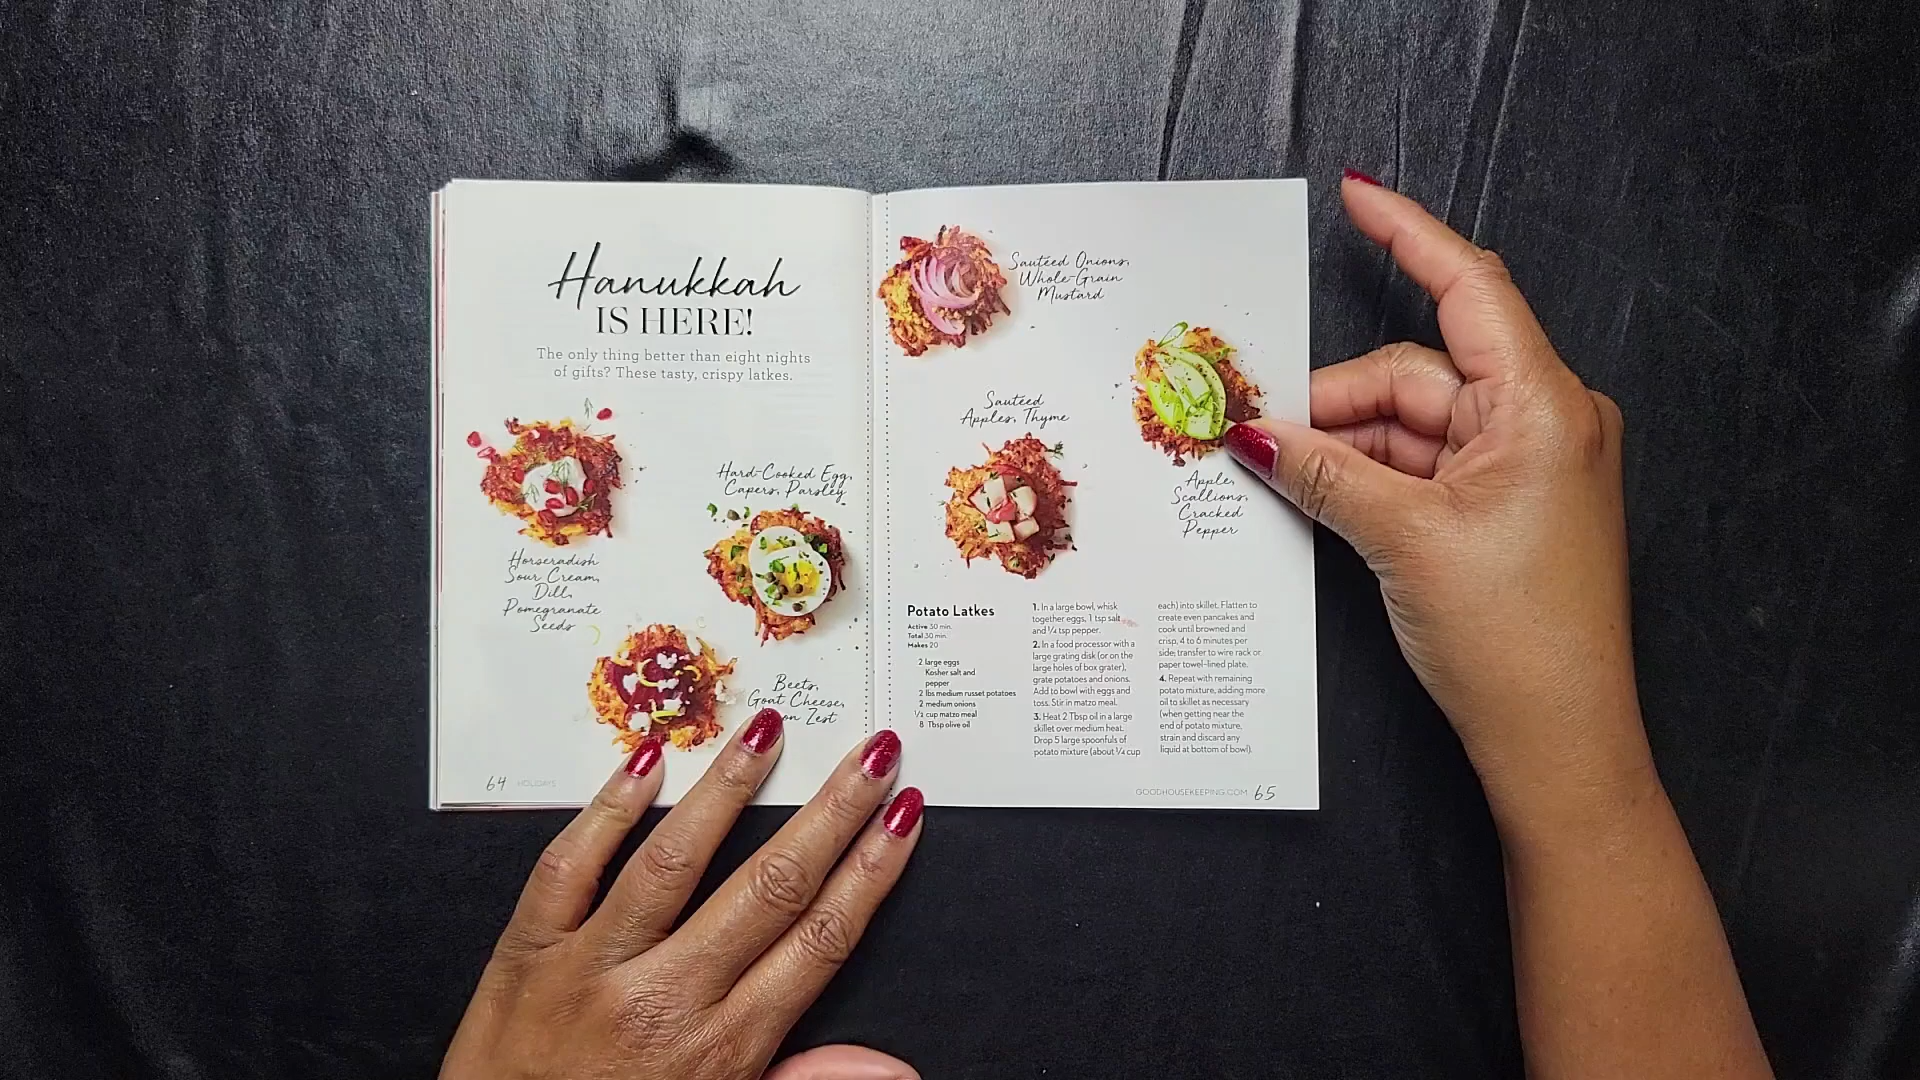 Hanukkah
IS HERE!
The only thing better than eight nights
of gifts? These tasty, crispy latkes.
Horseradish
Sour Cream,
Dill,
Pomegranate
Seeds
Hard-Cooked Egg,
Capers, Parsley
Beets,
Goat Cheese,
Zest
64 HOLIDAYS
Sautéed Onions,
Whole-Grain
Mustard
Sautéed
Apples, Thyme
Apple,
Scallions,
Cracked
Pepper
Potato Latkes
Active 30 min.
Total 30 min.
Makes 20
2 large eggs
Kosher salt and
pepper
2 lbs medium russet potatoes
2 medium onions
1/2 cup matzo meal
8 Tbsp olive oil
1. In a large bowl, whisk
together eggs, 1 tsp salt
and 1/4 tsp pepper.
2. In a food processor with a
large grating disk (or on the
large holes of box grater),
grate potatoes and onions.
Add to bowl with eggs and
toss. Stir in matzo meal.
3. Heat 2 Tbsp oil in a large
skillet over medium heat.
Drop 5 large spoonfuls of
potato mixture (about 1/4 cup
each) into skillet. Flatten to
create even pancakes and
cook until browned and
crisp, 4 to 6 minutes per
side; transfer to wire rack or
paper towel-lined plate.
4. Repeat with remaining
potato mixture, adding more
oil to skillet as necessary
(when getting near the
end of potato mixture,
strain and discard any
liquid at bottom of bowl).
GOODHOUSEKEEPING.COM 65